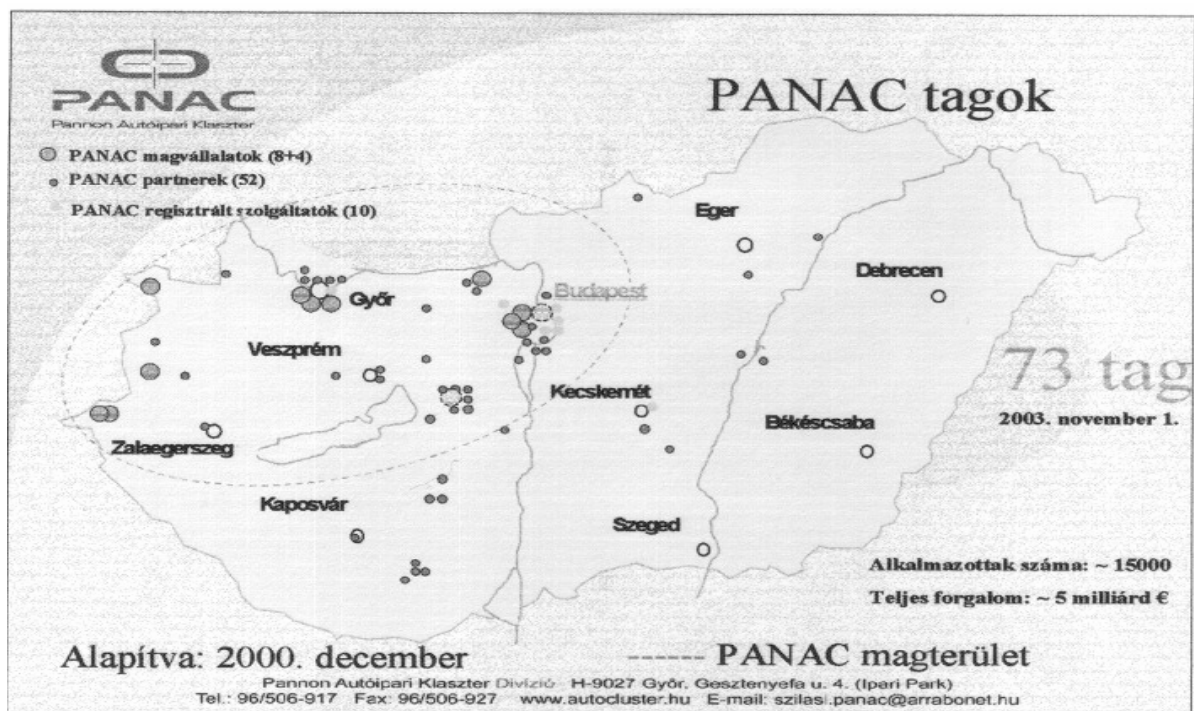 PANAC
Pannon Autóipari Klaszter
PANAC tagok
PANAC magvállalatok (8+4)
PANAC partnerek (52)
PANAC regisztrált szolgáltatók (10)
Eger
Debrecen
Budapest
Győr
Veszprém
73 tag
Kecskemét
2003. november 1.
Békéscsaba
Zalaegerszeg
Kaposvár
Szeged
Alkalmazottak száma: ~ 15000
Teljes forgalom: ~ 5 milliárd €
Alapítva: 2000. december
------ PANAC magterület
Pannon Autóipari Klaszter Divízió H-9027 Győr, Gesztenyefa u. 4. (Ipari Park)
Tel.: 96/506-917 Fax: 96/506-927 www.autocluster.hu E-mail: szilasi.panac@arrabonet.hu